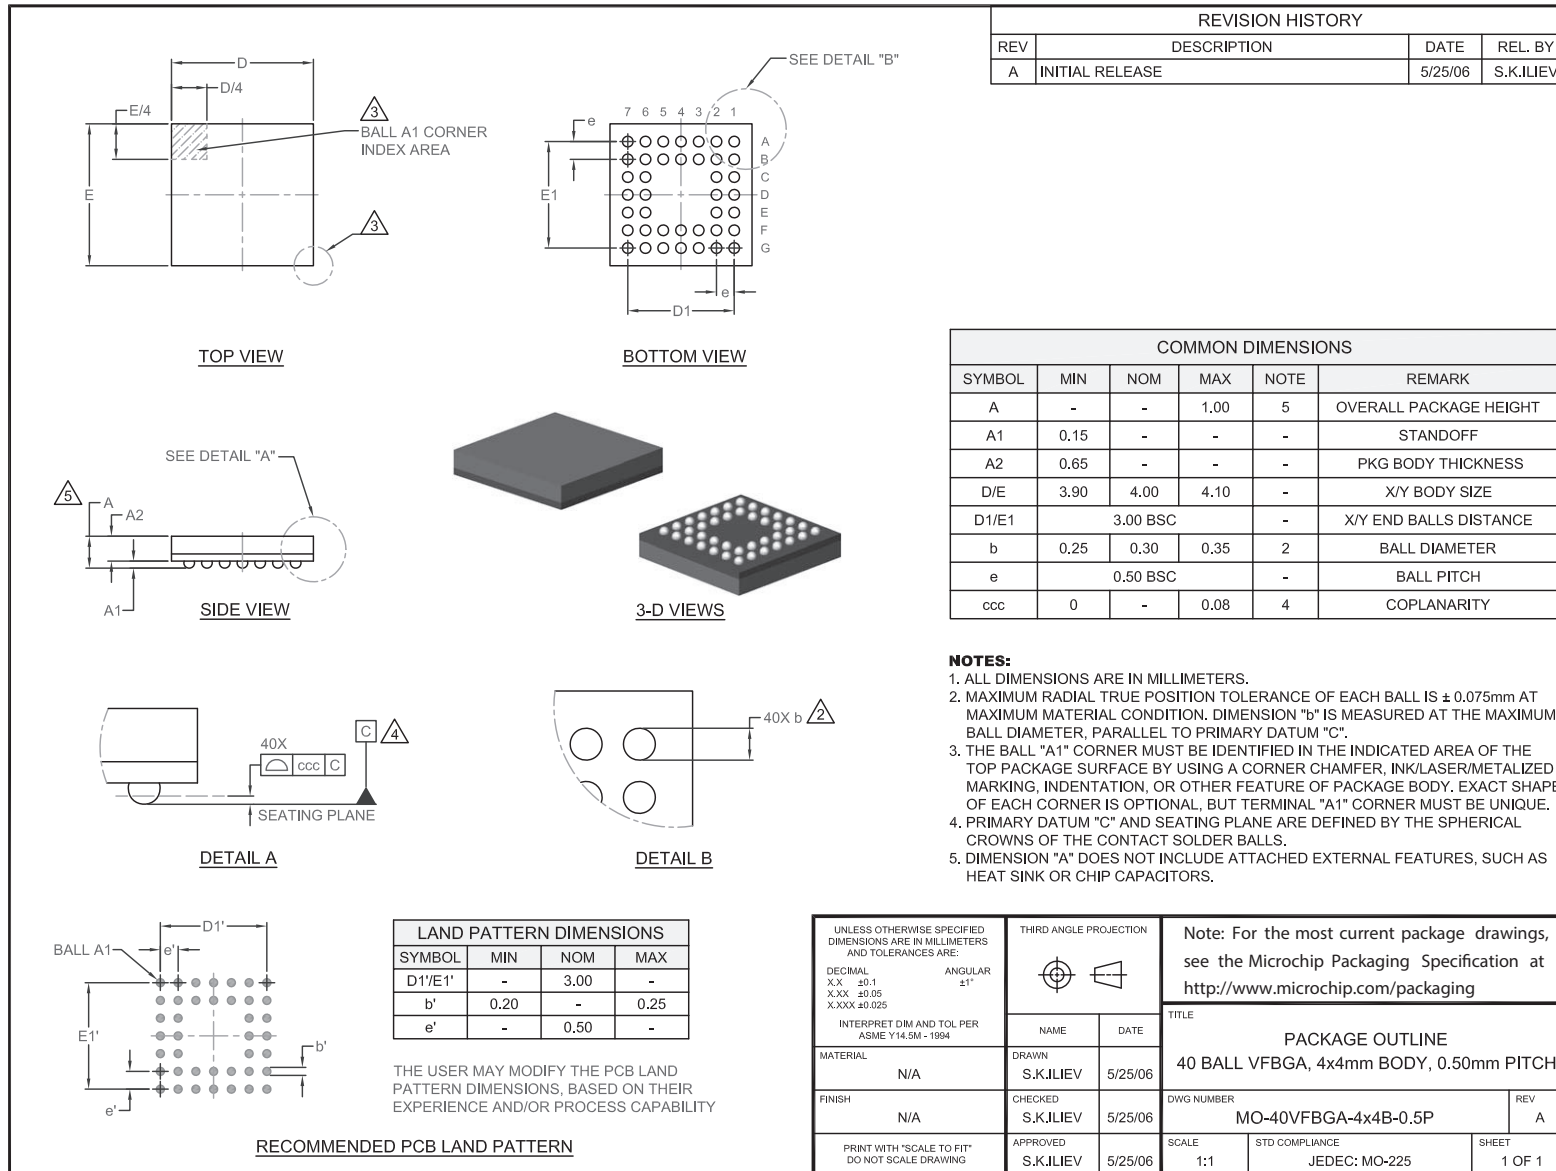 REVISION HISTORY
REV DESCRIPTION DATE REL. BY
A INITIAL RELEASE 5/25/06 S.K.ILIEV
D
D/4
E/4
3
BALL A1 CORNER
INDEX AREA
E
3
TOP VIEW
SEE DETAIL "B"
7 6 5 4 3 2 1
e
A
B
C
D
E
F
G
E1
e
D1
BOTTOM VIEW
COMMON DIMENSIONS
SYMBOL MIN NOM MAX NOTE REMARK
A - - 1.00 5 OVERALL PACKAGE HEIGHT
A1 0.15 - - - STANDOFF
A2 0.65 - - - PKG BODY THICKNESS
D/E 3.90 4.00 4.10 - X/Y BODY SIZE
D1/E1 3.00 BSC - X/Y END BALLS DISTANCE
b 0.25 0.30 0.35 2 BALL DIAMETER
e 0.50 BSC - BALL PITCH
ccc 0 - 0.08 4 COPLANARITY
SEE DETAIL "A"
5
A
A2
A1
SIDE VIEW
3-D VIEWS
NOTES:
1. ALL DIMENSIONS ARE IN MILLIMETERS.
2. MAXIMUM RADIAL TRUE POSITION TOLERANCE OF EACH BALL IS ± 0.075mm AT
MAXIMUM MATERIAL CONDITION. DIMENSION "b" IS MEASURED AT THE MAXIMUM
BALL DIAMETER, PARALLEL TO PRIMARY DATUM "C".
3. THE BALL "A1" CORNER MUST BE IDENTIFIED IN THE INDICATED AREA OF THE
TOP PACKAGE SURFACE BY USING A CORNER CHAMFER, INK/LASER/METALIZED
MARKING, INDENTATION, OR OTHER FEATURE OF PACKAGE BODY. EXACT SHAPE
OF EACH CORNER IS OPTIONAL, BUT TERMINAL "A1" CORNER MUST BE UNIQUE.
4. PRIMARY DATUM "C" AND SEATING PLANE ARE DEFINED BY THE SPHERICAL
CROWNS OF THE CONTACT SOLDER BALLS.
5. DIMENSION "A" DOES NOT INCLUDE ATTACHED EXTERNAL FEATURES, SUCH AS
HEAT SINK OR CHIP CAPACITORS.
40X
ccc C
C
4
SEATING PLANE
DETAIL A
40X b
2
DETAIL B
D1'
BALL A1
e'
E1'
b'
e'
LAND PATTERN DIMENSIONS
SYMBOL MIN NOM MAX
D1'/E1' - 3.00 -
b' 0.20 - 0.25
e' - 0.50 -
THE USER MAY MODIFY THE PCB LAND
PATTERN DIMENSIONS, BASED ON THEIR
EXPERIENCE AND/OR PROCESS CAPABILITY
RECOMMENDED PCB LAND PATTERN
UNLESS OTHERWISE SPECIFIED
DIMENSIONS ARE IN MILLIMETERS
AND TOLERANCES ARE:
DECIMAL ANGULAR
X.X ±0.1 ±1°
X.XX ±0.05
X.XXX ±0.025
INTERPRET DIM AND TOL PER
ASME Y14.5M - 1994
MATERIAL
N/A
FINISH
N/A
PRINT WITH "SCALE TO FIT"
DO NOT SCALE DRAWING
THIRD ANGLE PROJECTION
NAME DATE
DRAWN
S.K.ILIEV 5/25/06
CHECKED
S.K.ILIEV 5/25/06
APPROVED
S.K.ILIEV 5/25/06
Note: For the most current package drawings,
see the Microchip Packaging Specification at
http://www.microchip.com/packaging
TITLE
PACKAGE OUTLINE
40 BALL VFBGA, 4x4mm BODY, 0.50mm PITCH
DWG NUMBER REV
MO-40VFBGA-4x4B-0.5P A
SCALE STD COMPLIANCE SHEET
1:1 JEDEC: MO-225 1 OF 1